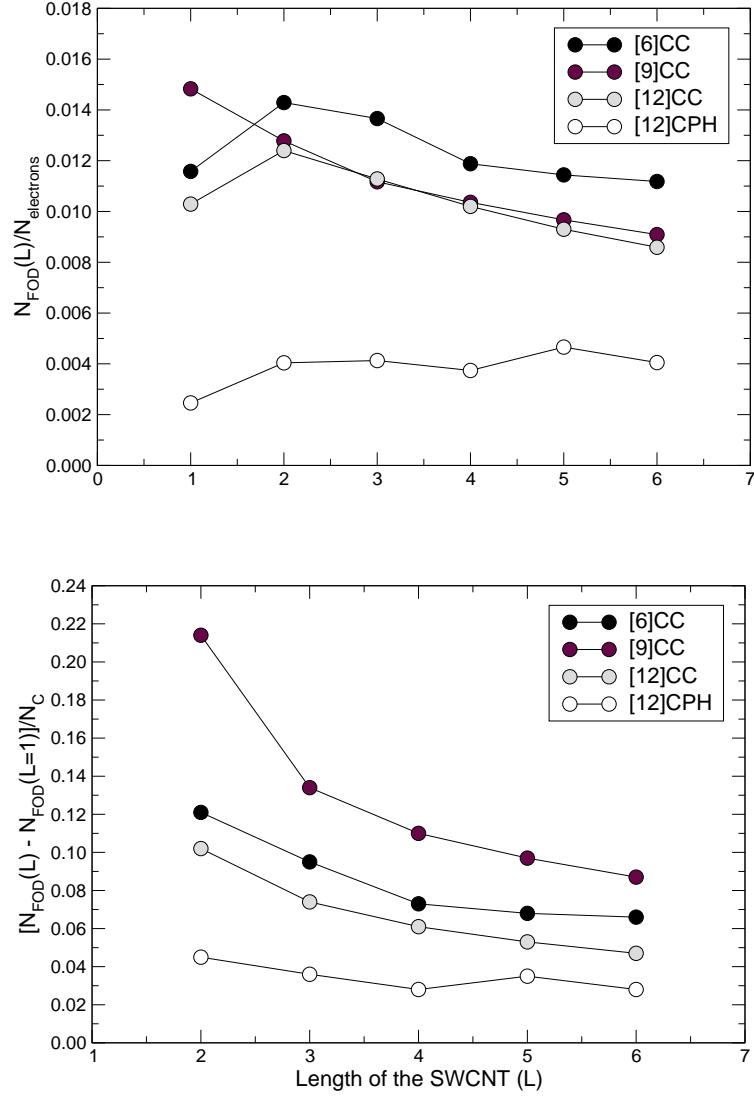 0.018
0.016
0.014
0.012
0.010
0.008
0.006
0.004
0.002
0.000
N_FOD(L)/N_electrons
[6]CC
[9]CC
[12]CC
[12]CPH
0 1 2 3 4 5 6 7
0.24
0.22
0.20
0.18
0.16
0.14
0.12
0.10
0.08
0.06
0.04
0.02
0.00
[N_FOD(L) - N_FOD(L=1)]/N_C
[6]CC
[9]CC
[12]CC
[12]CPH
1 2 3 4 5 6 7
Length of the SWCNT (L)